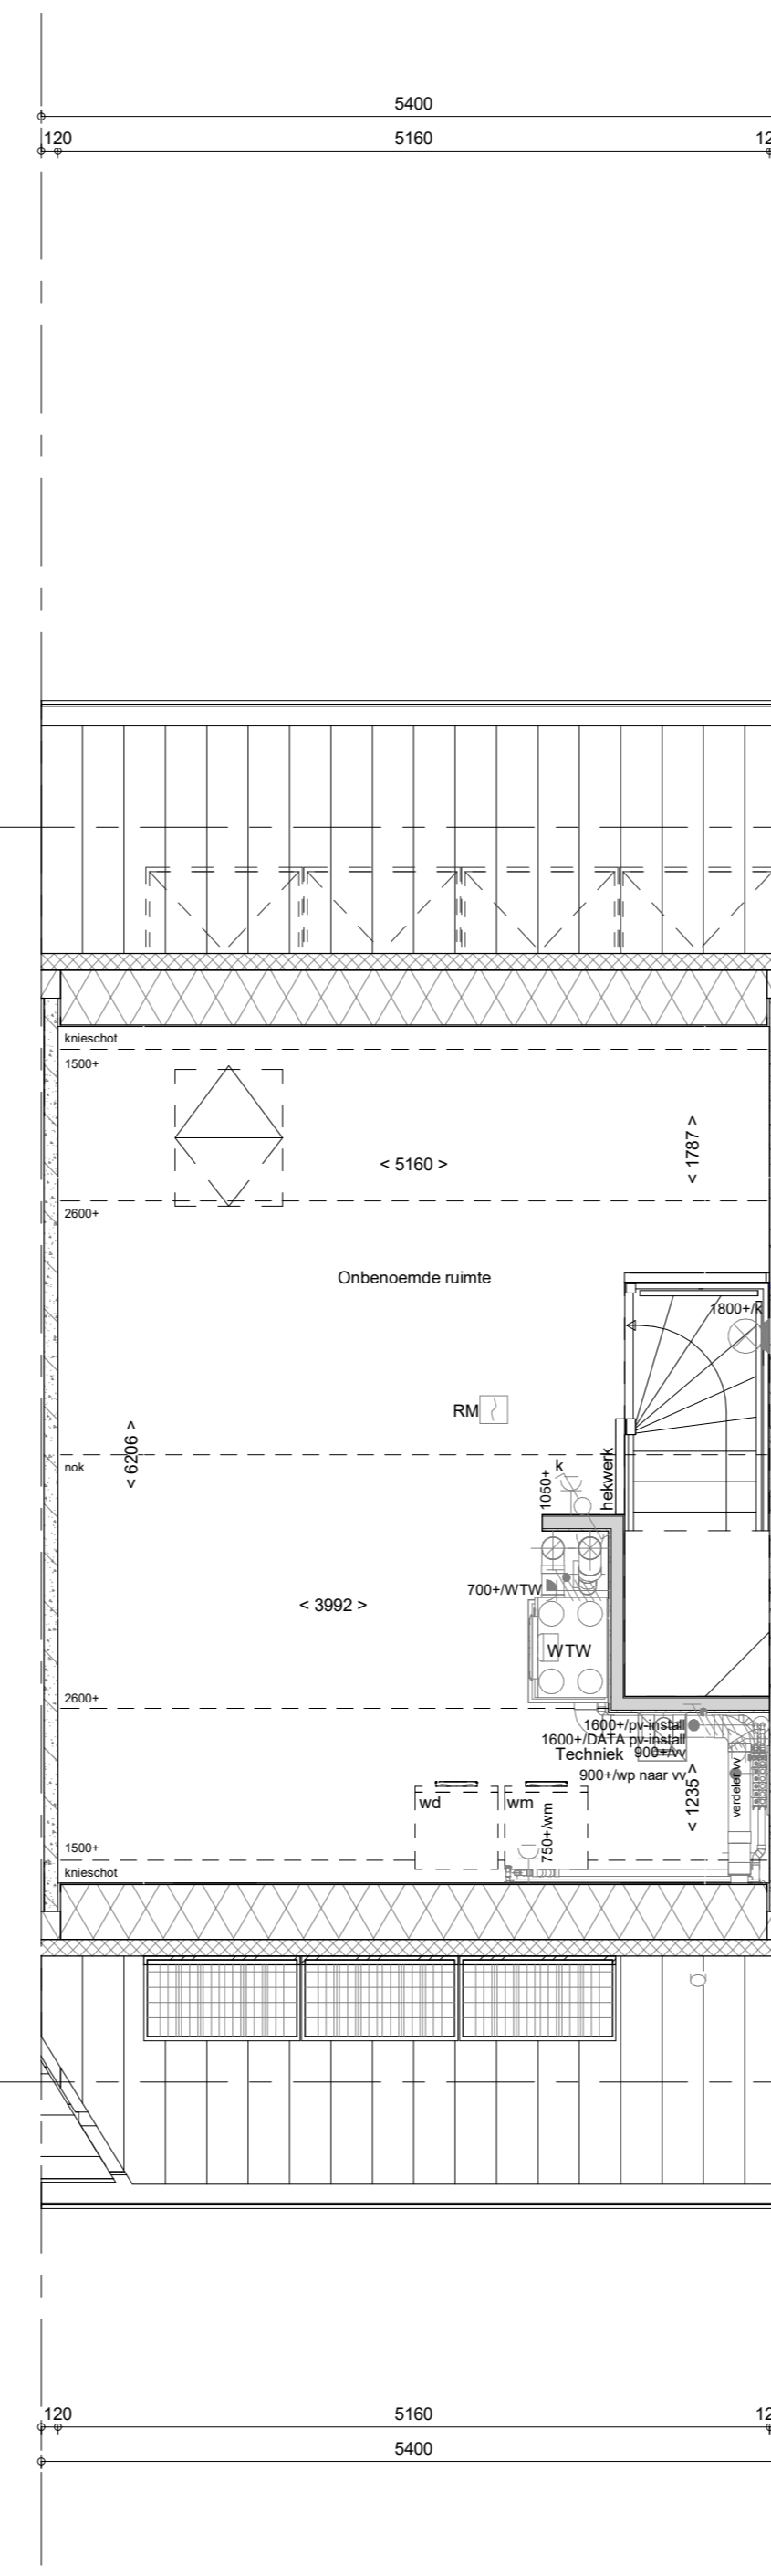 5400
120
5160
knieschot
1500+
< 5160 >
< 1787 >
2600+
Onbenoemde ruimte
1800+/k
RM
< 6206 >
nok
k
1050+
hekwerk
700+/WTW
< 3992 >
WTW
2600+
1600+/pv-install
1600+/DATA pv-install
Techniek
900+/vv
900+/wp naar vv
< 1235 >
verdeler vv
wd
wm
750+/wm
1500+
knieschot
120
5160
5400